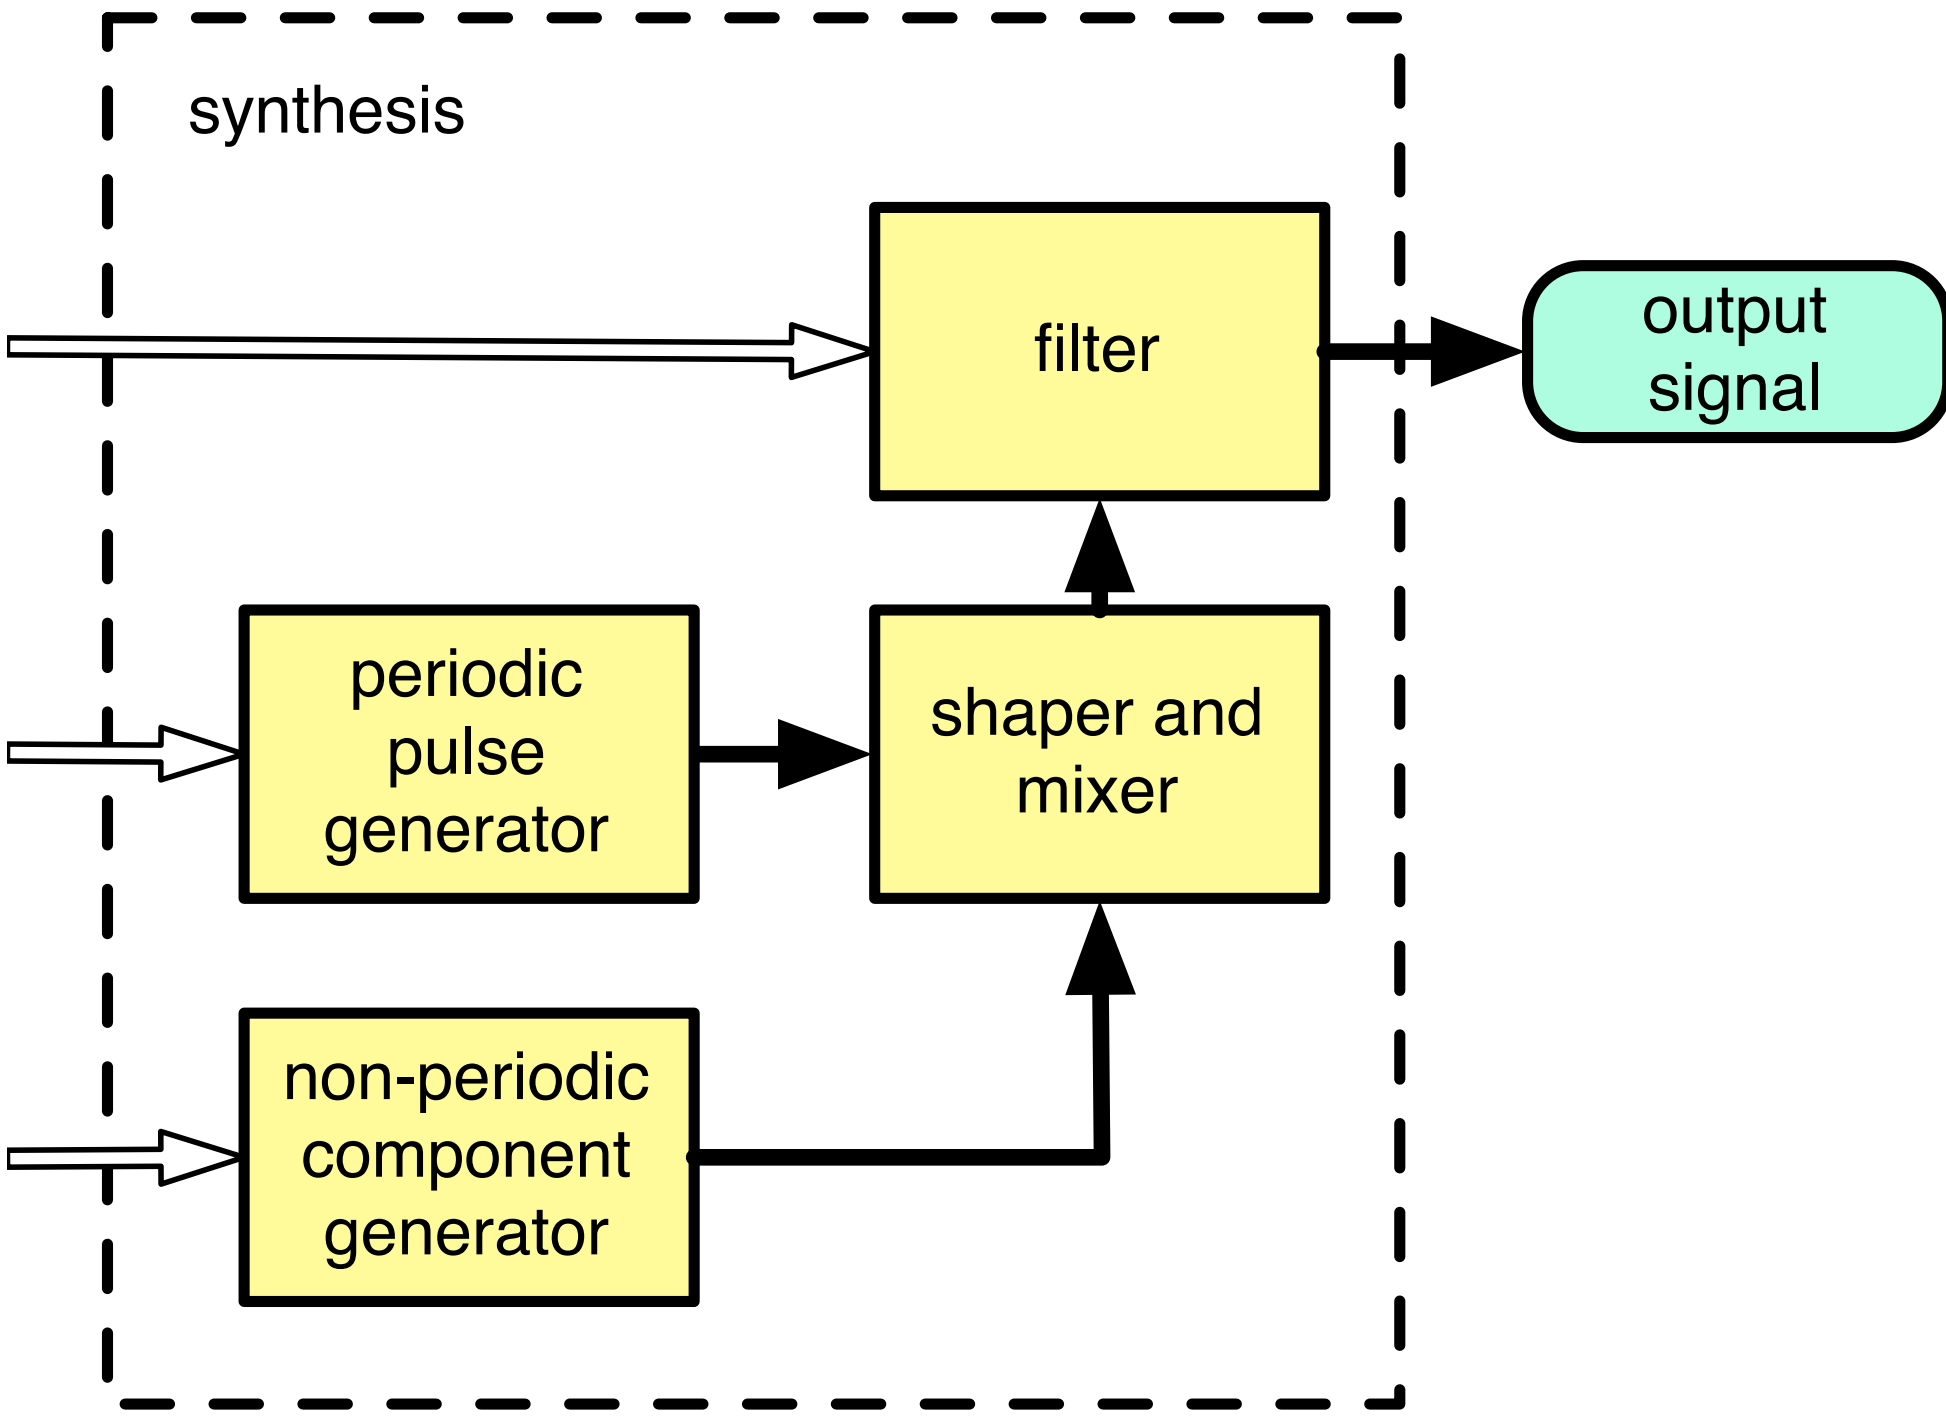 synthesis
filter
output
signal
periodic
pulse
generator
shaper and
mixer
non-periodic
component
generator